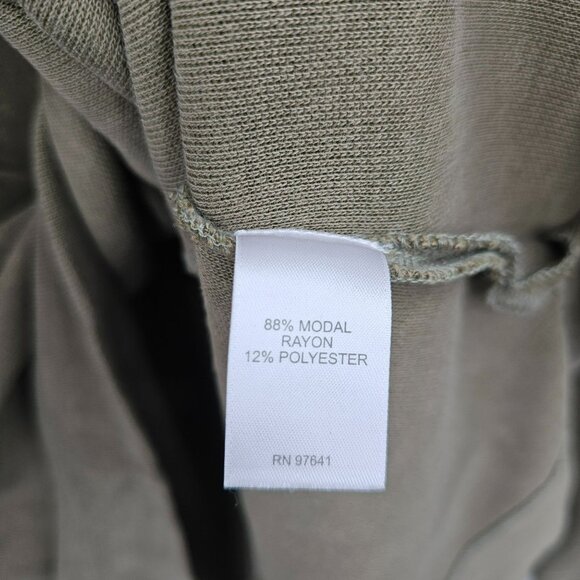 88% MODAL
RAYON
12% POLYESTER
RN 97641